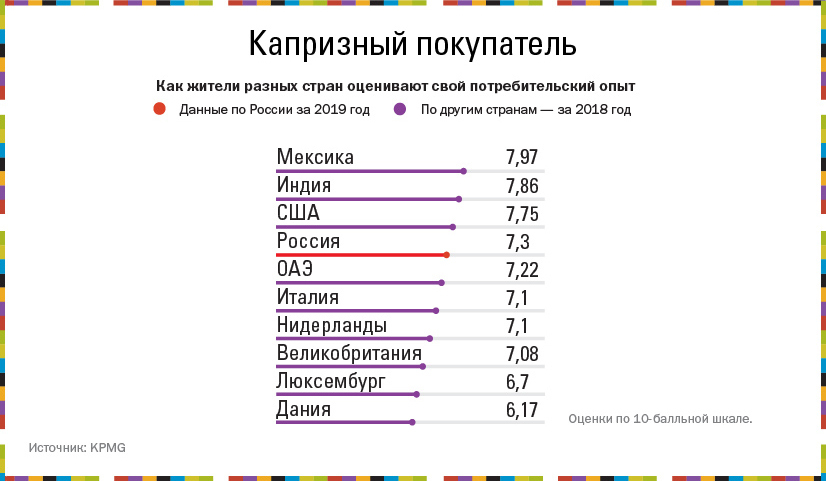 Капризный покупатель
Как жители разных стран оценивают свой потребительский опыт
Данные по России за 2019 год По другим странам — за 2018 год
Мексика 7,97
Индия 7,86
США 7,75
Россия 7,3
ОАЭ 7,22
Италия 7,1
Нидерланды 7,1
Великобритания 7,08
Люксембург 6,7
Дания 6,17
Оценки по 10-балльной шкале.
Источник: KPMG